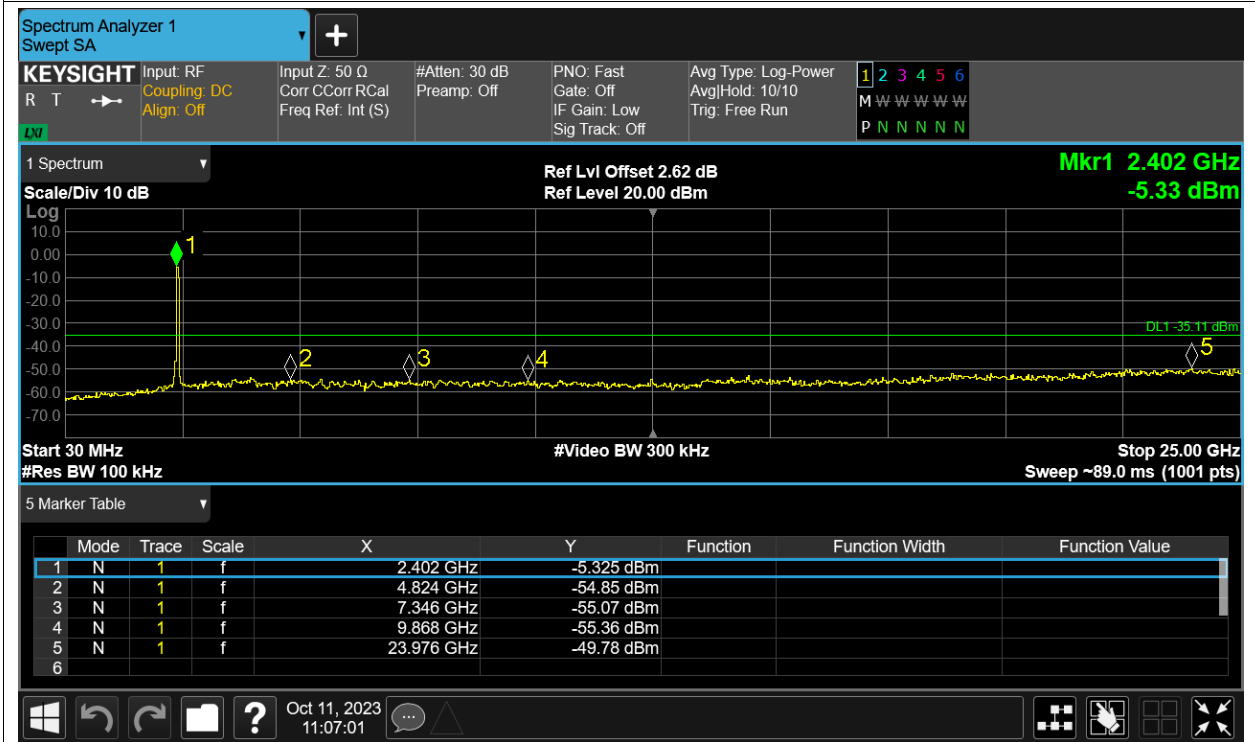 Spectrum Analyzer 1
Swept SA
+
KEYSIGHT Input: RF Input Z: 50 Ω #Atten: 30 dB PNO: Fast Avg Type: Log-Power 1 2 3 4 5 6
R T Coupling: DC Corr CCorr RCal Preamp: Off Gate: Off Avg|Hold: 10/10 M W W W W W
Align: Off Freq Ref: Int (S) IF Gain: Low Trig: Free Run
LXI Sig Track: Off P N N N N N
1 Spectrum Ref Lvl Offset 2.62 dB Mkr1 2.402 GHz
Scale/Div 10 dB Ref Level 20.00 dBm -5.33 dBm
Log
10.0
1
0.00
-10.0
-20.0
-30.0
DL1 -35.11 dBm
-40.0
2 3 4 5
-50.0
-60.0
-70.0
Start 30 MHz #Video BW 300 kHz Stop 25.00 GHz
#Res BW 100 kHz Sweep ~89.0 ms (1001 pts)
5 Marker Table
Mode Trace Scale X Y Function Function Width Function Value
1 N 1 f 2.402 GHz -5.325 dBm
2 N 1 f 4.824 GHz -54.85 dBm
3 N 1 f 7.346 GHz -55.07 dBm
4 N 1 f 9.868 GHz -55.36 dBm
5 N 1 f 23.976 GHz -49.78 dBm
6
? Oct 11, 2023
11:07:01